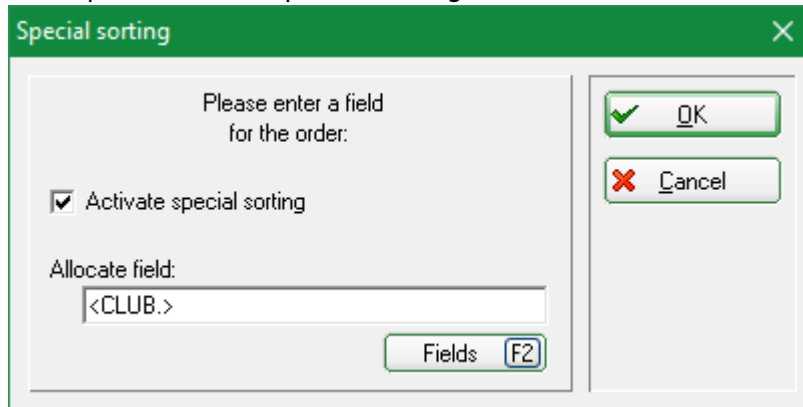 Special sorting
Please enter a field
for the order:
OK
Activate special sorting
Cancel
Allocate field:
<CLUB.>
Fields F2